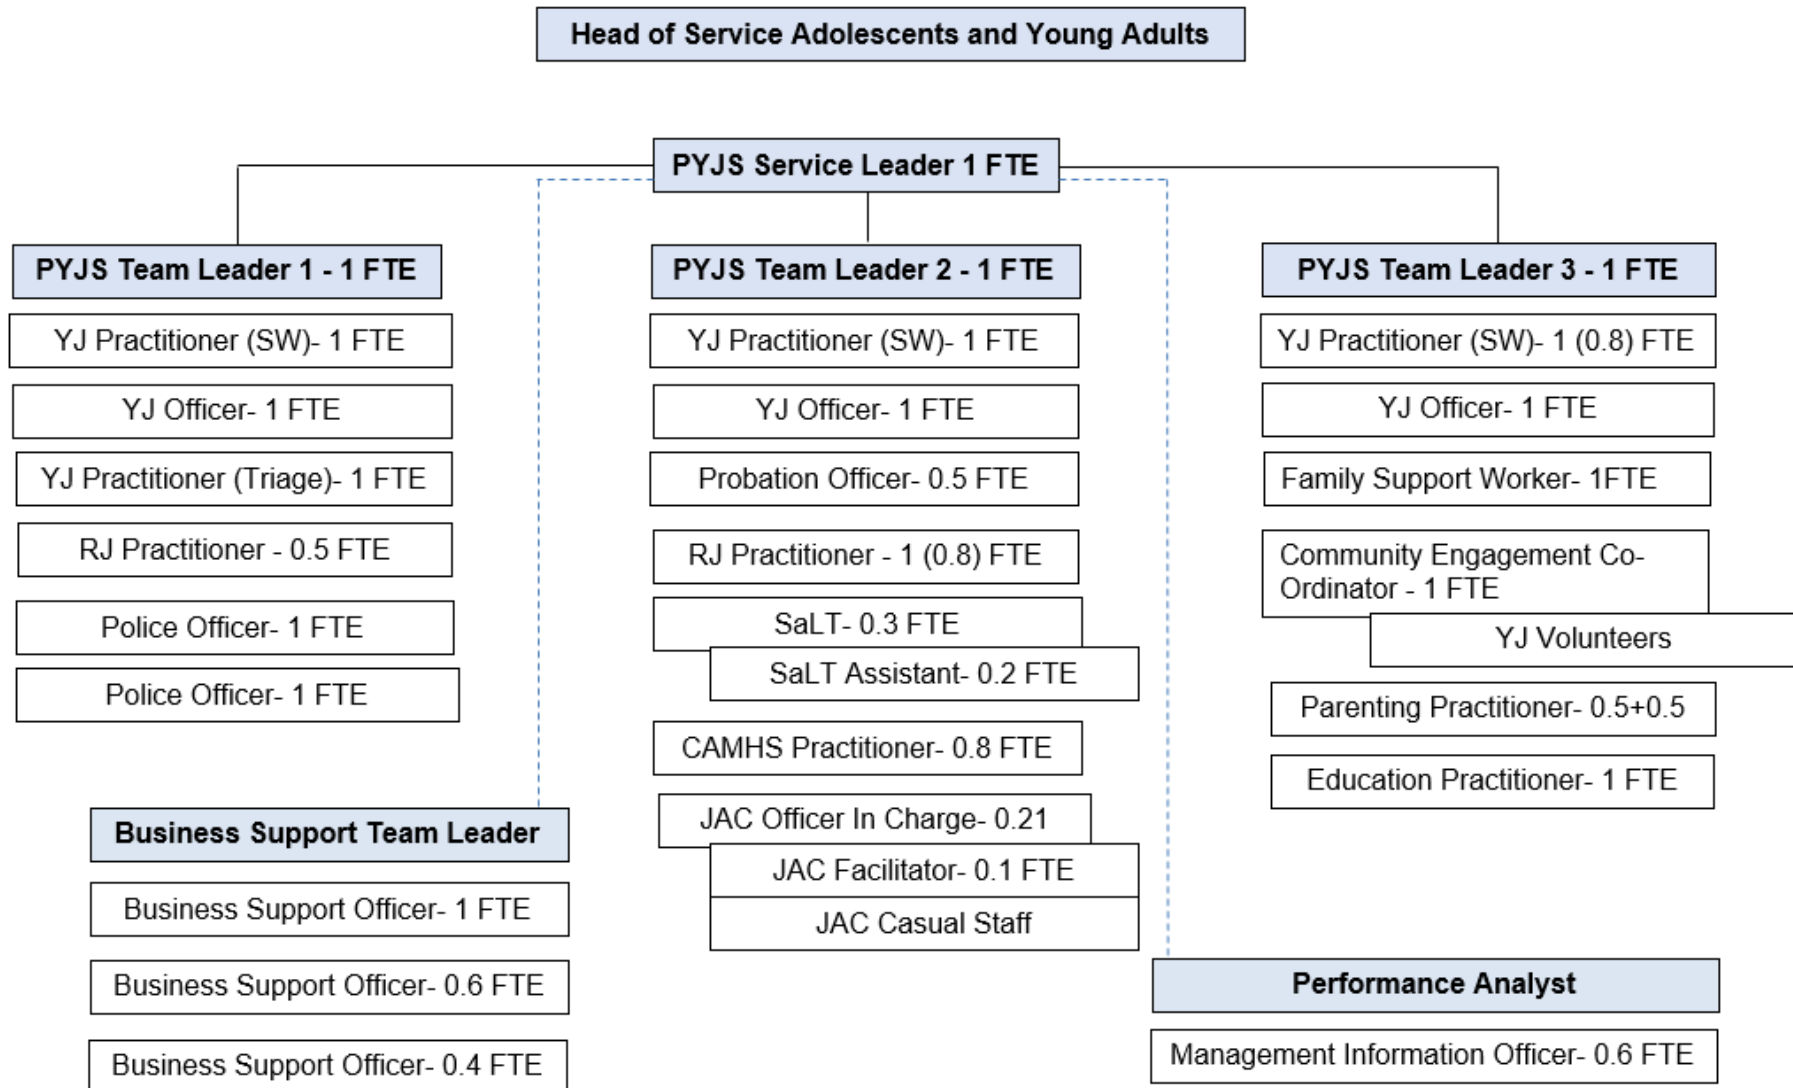 Head of Service Adolescents and Young Adults
PYJS Service Leader 1 FTE
PYJS Team Leader 1 - 1 FTE
YJ Practitioner (SW)- 1 FTE
YJ Officer- 1 FTE
YJ Practitioner (Triage)- 1 FTE
RJ Practitioner - 0.5 FTE
Police Officer- 1 FTE
Police Officer- 1 FTE
PYJS Team Leader 2 - 1 FTE
YJ Practitioner (SW)- 1 FTE
YJ Officer- 1 FTE
Probation Officer- 0.5 FTE
RJ Practitioner - 1 (0.8) FTE
SaLT- 0.3 FTE
SaLT Assistant- 0.2 FTE
CAMHS Practitioner- 0.8 FTE
JAC Officer In Charge- 0.21
JAC Facilitator- 0.1 FTE
JAC Casual Staff
PYJS Team Leader 3 - 1 FTE
YJ Practitioner (SW)- 1 (0.8) FTE
YJ Officer- 1 FTE
Family Support Worker- 1FTE
Community Engagement Co-
Ordinator - 1 FTE
YJ Volunteers
Parenting Practitioner- 0.5+0.5
Education Practitioner- 1 FTE
Business Support Team Leader
Business Support Officer- 1 FTE
Business Support Officer- 0.6 FTE
Business Support Officer- 0.4 FTE
Performance Analyst
Management Information Officer- 0.6 FTE